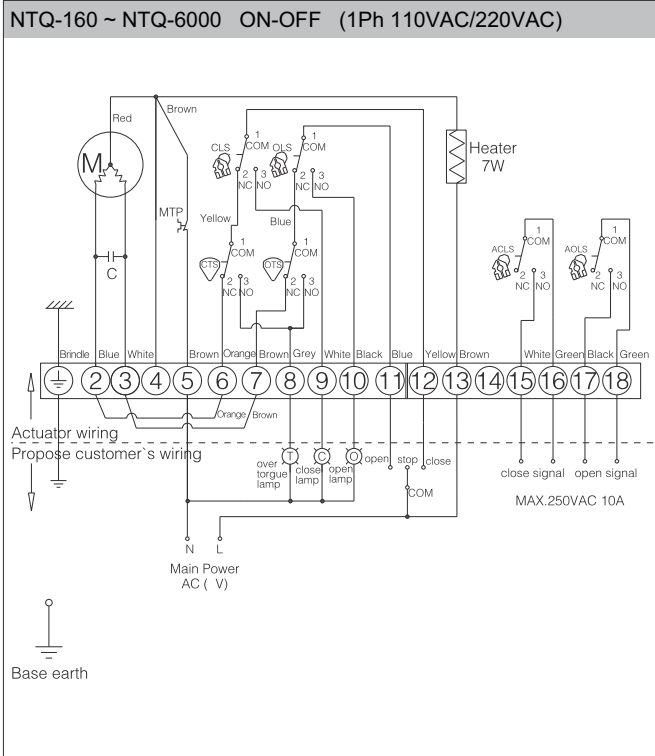 NTQ-160 ~ NTQ-6000 ON-OFF (1Ph 110VAC/220VAC)
Red
Brown
M
C
MTP
CLS
1
COM
2
NC
3
NO
OLS
1
COM
2
NC
3
NO
Heater
7W
Yellow
Blue
CTS
1
COM
2
NC
3
NO
OTS
1
COM
2
NC
3
NO
ACLS
1
COM
2
NC
3
NO
AOLS
1
COM
2
NC
3
NO
Brindle Blue White Brown Orange Brown Grey White Black Blue Yellow Brown White Green Black Green
2 3 4 5 6 7 8 9 10 11 12 13 14 15 16 17 18
Orange Brown
Actuator wiring
Propose customer`s wiring
T
over
torgue
lamp
C
close
lamp
O
open
lamp
open stop close
COM
close signal open signal
MAX.250VAC 10A
N L
Main Power
AC ( V)
Base earth